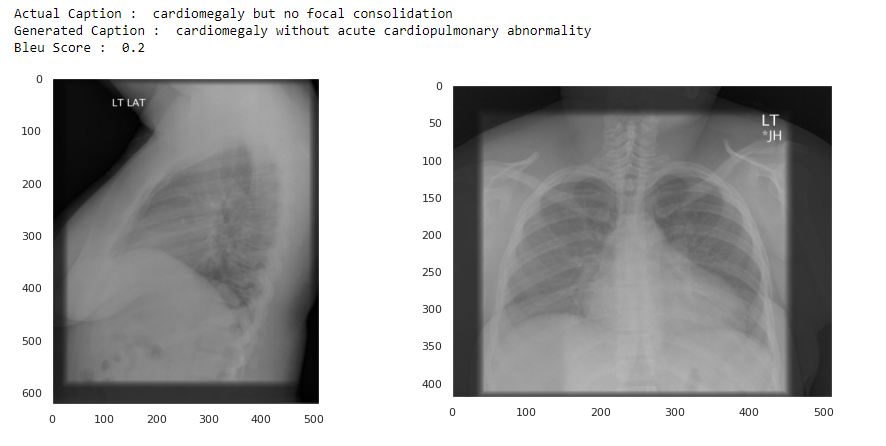 Actual Caption :  cardiomegaly but no focal consolidation
Generated Caption :  cardiomegaly without acute cardiopulmonary abnormality
Bleu Score :  0.2
LT LAT
0
100
200
300
400
500
600
0 100 200 300 400 500
LT
*JH
0
50
100
150
200
250
300
350
400
0 100 200 300 400 500